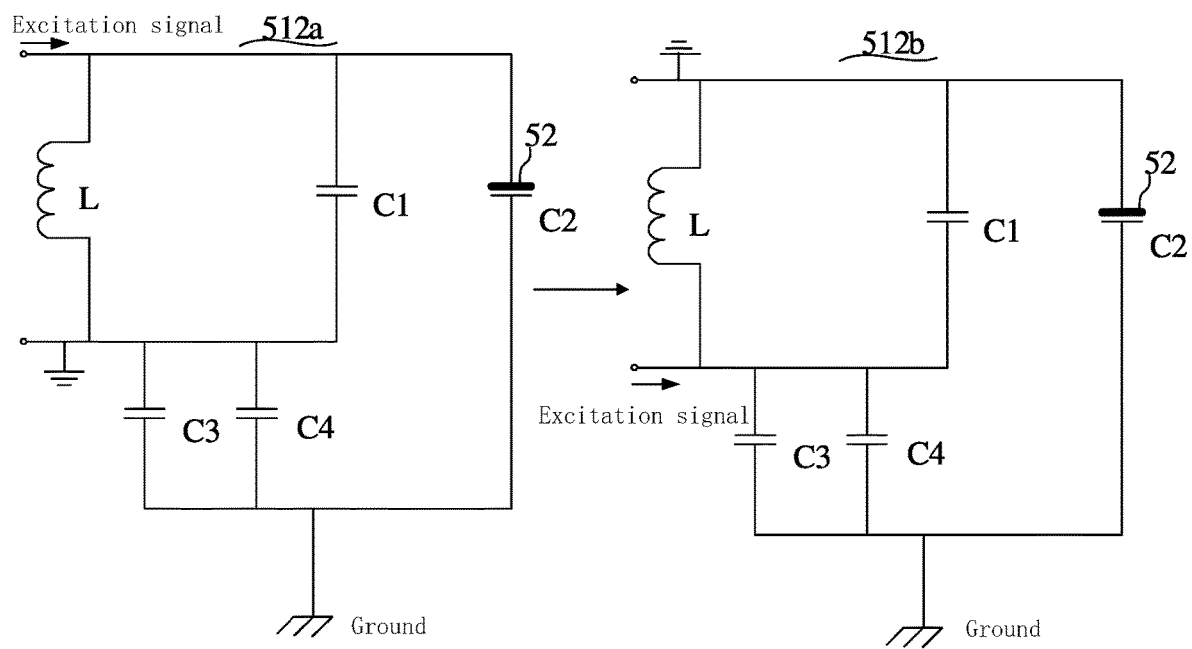 Excitation signal
512a
52
L
C1
C2
C3
C4
Ground
512b
52
L
C1
C2
Excitation signal
C3
C4
Ground